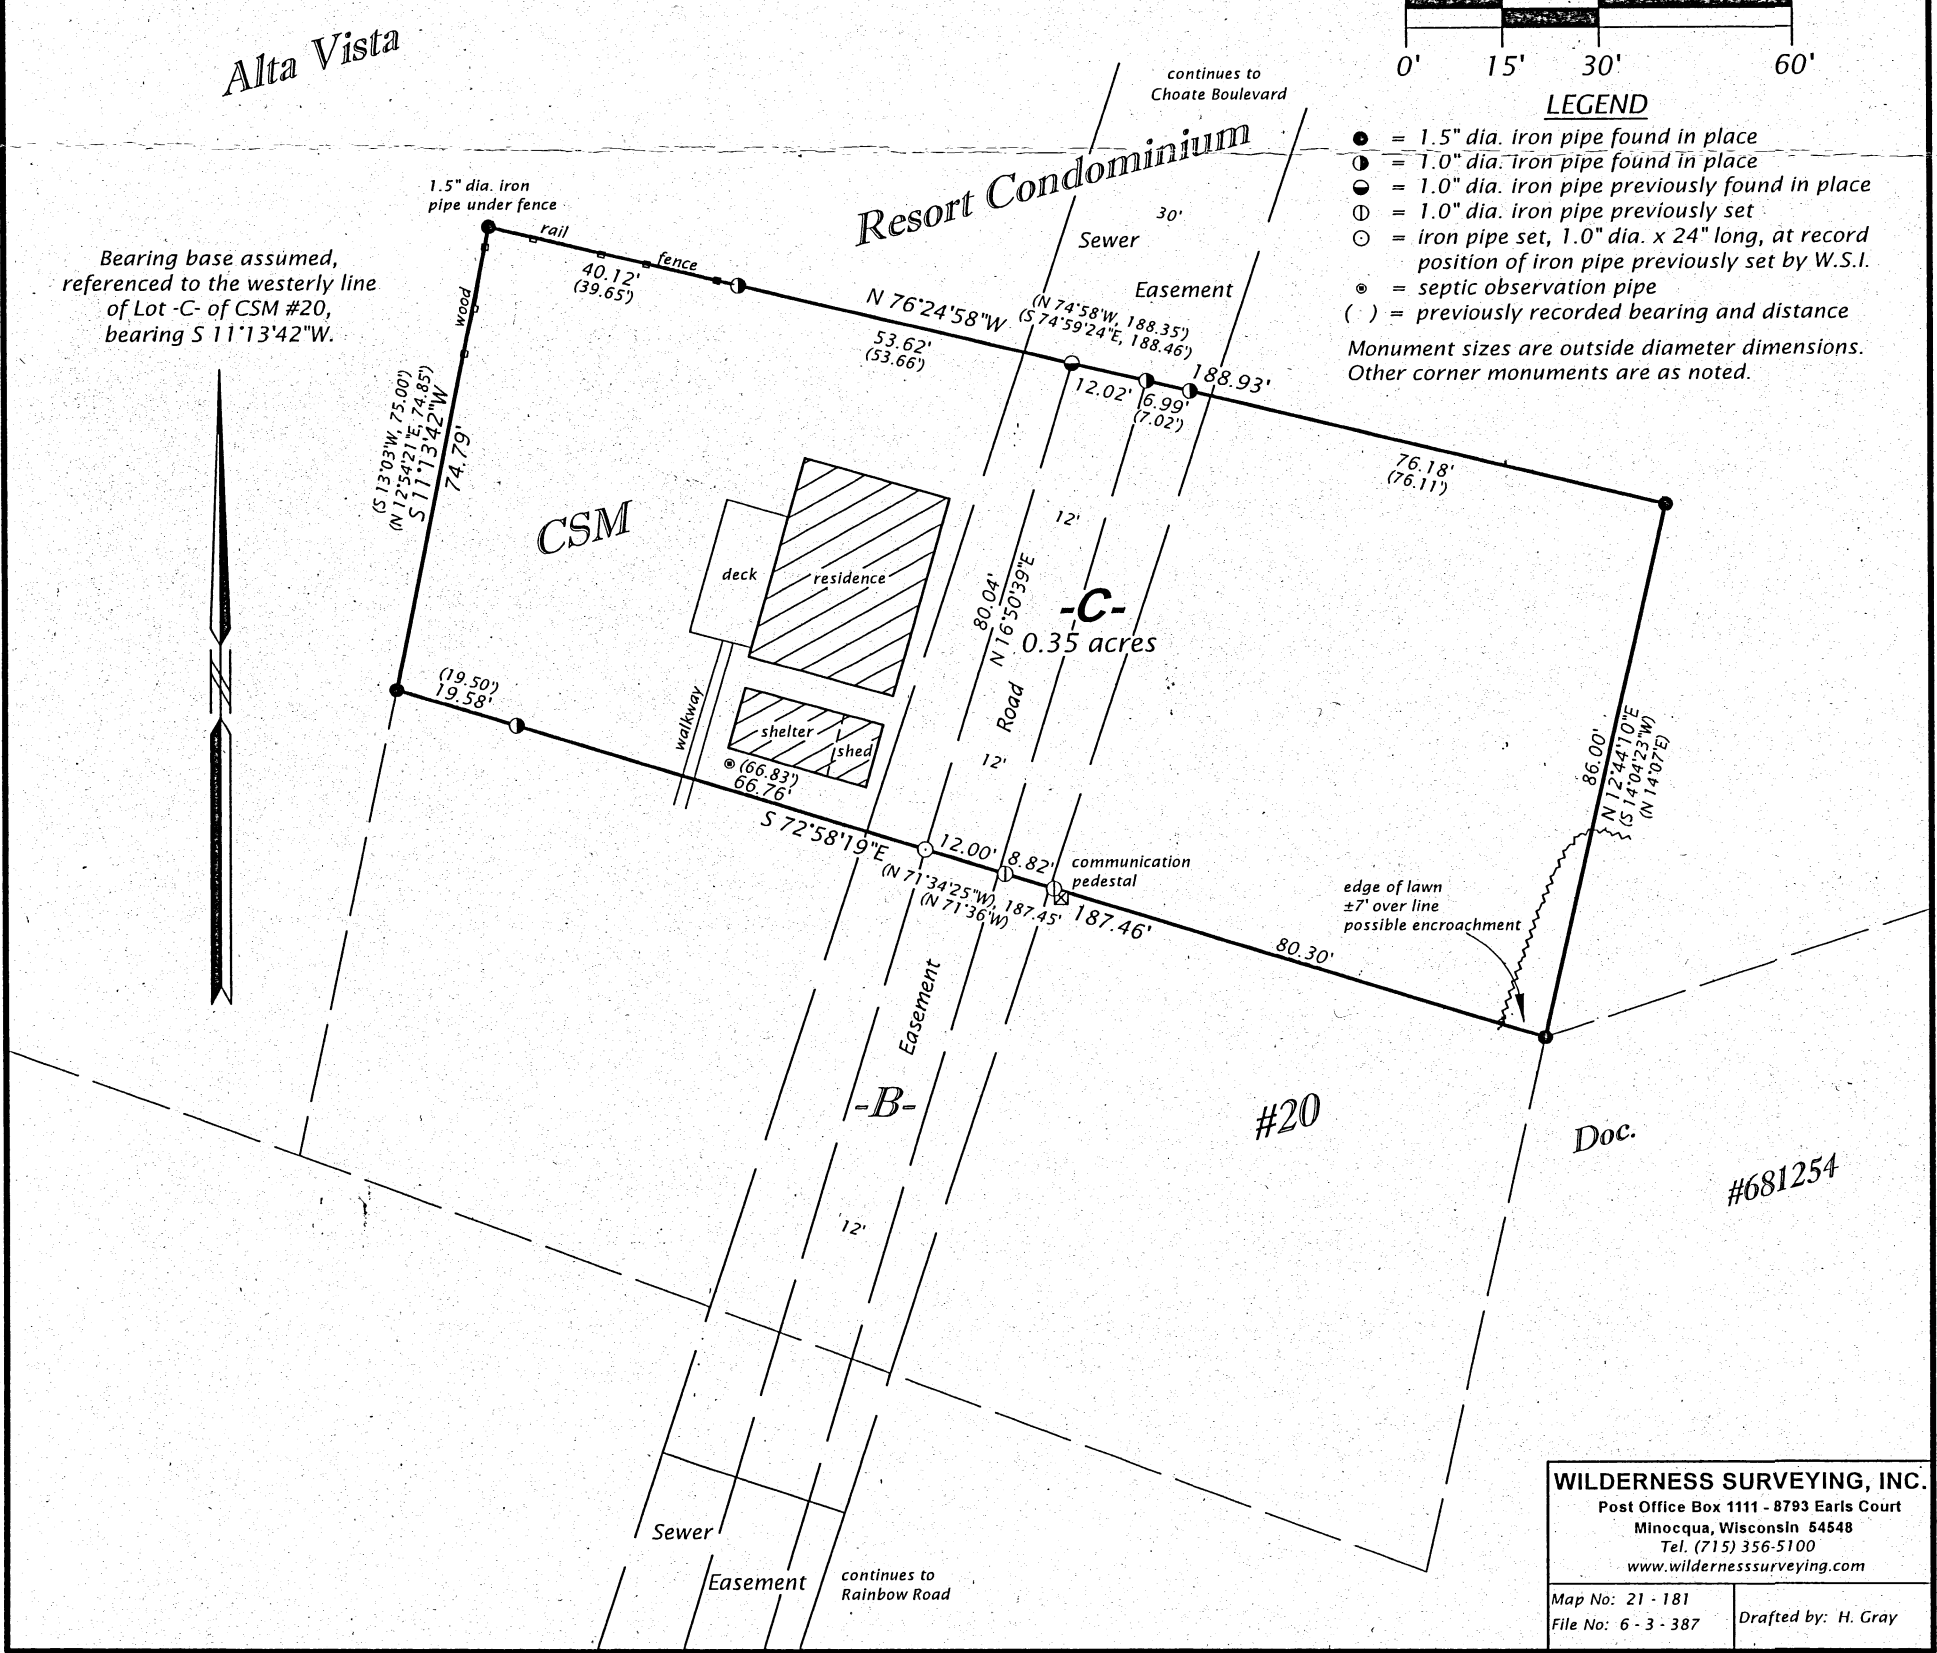 Alta Vista
0' 15' 30' 60'
continues to
Choate Boulevard
LEGEND
= 1.5" dia. iron pipe found in place
= 1.0" dia. iron pipe found in place
= 1.0" dia. iron pipe previously found in place
= 1.0" dia. iron pipe previously set
= iron pipe set, 1.0" dia. x 24" long, at record
position of iron pipe previously set by W.S.I.
= septic observation pipe
( ) = previously recorded bearing and distance
Monument sizes are outside diameter dimensions.
Other corner monuments are as noted.
Resort Condominium
1.5" dia. iron
pipe under fence
Bearing base assumed,
referenced to the westerly line
of Lot -C- of CSM #20,
bearing S 11°13'42"W.
rail
fence
wood
40.12'
(39.65')
30'
Sewer
Easement
N 76°24'58"W
(N 74°58'W, 188.35')
(S 74°59'24"E, 188.46')
53.62'
(53.66')
12.02'
6.99'
(7.02')
188.93'
76.18'
(76.11')
(S 13°03'W, 75.00')
(N 12°54'21"E, 74.85')
S 11°13'42"W
74.79'
CSM
deck
residence
12'
80.04'
N 16°50'39"E
-C-
0.35 acres
Road
12'
(19.50')
19.58'
walkway
shelter
shed
(66.83')
66.76'
S 72°58'19"E
12.00'
8.82'
communication
pedestal
(N 71°34'25"W), 187.45'
(N 71°36'W)
187.46'
80.30'
86.00'
N 12°44'10"E
(S 14°04'23"W)
(N 14°07'E)
edge of lawn
±7' over line
possible encroachment
Easement
-B-
#20
Doc.
#681254
12'
Sewer
Easement
continues to
Rainbow Road
WILDERNESS SURVEYING, INC.
Post Office Box 1111 - 8793 Earls Court
Minocqua, Wisconsin 54548
Tel. (715) 356-5100
www.wildernesssurveying.com
Map No: 21 - 181
File No: 6 - 3 - 387
Drafted by: H. Gray